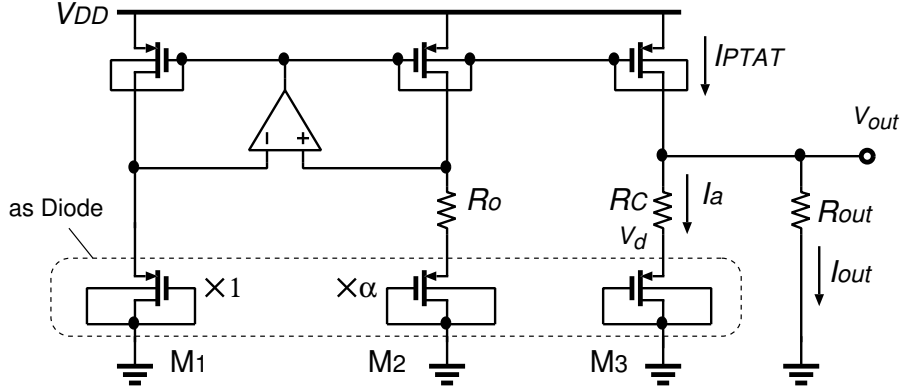 VDD
IPTAT
Vout
− +
as Diode
Ro
RC
Ia
Rout
Vd
×1
×α
Iout
M1
M2
M3